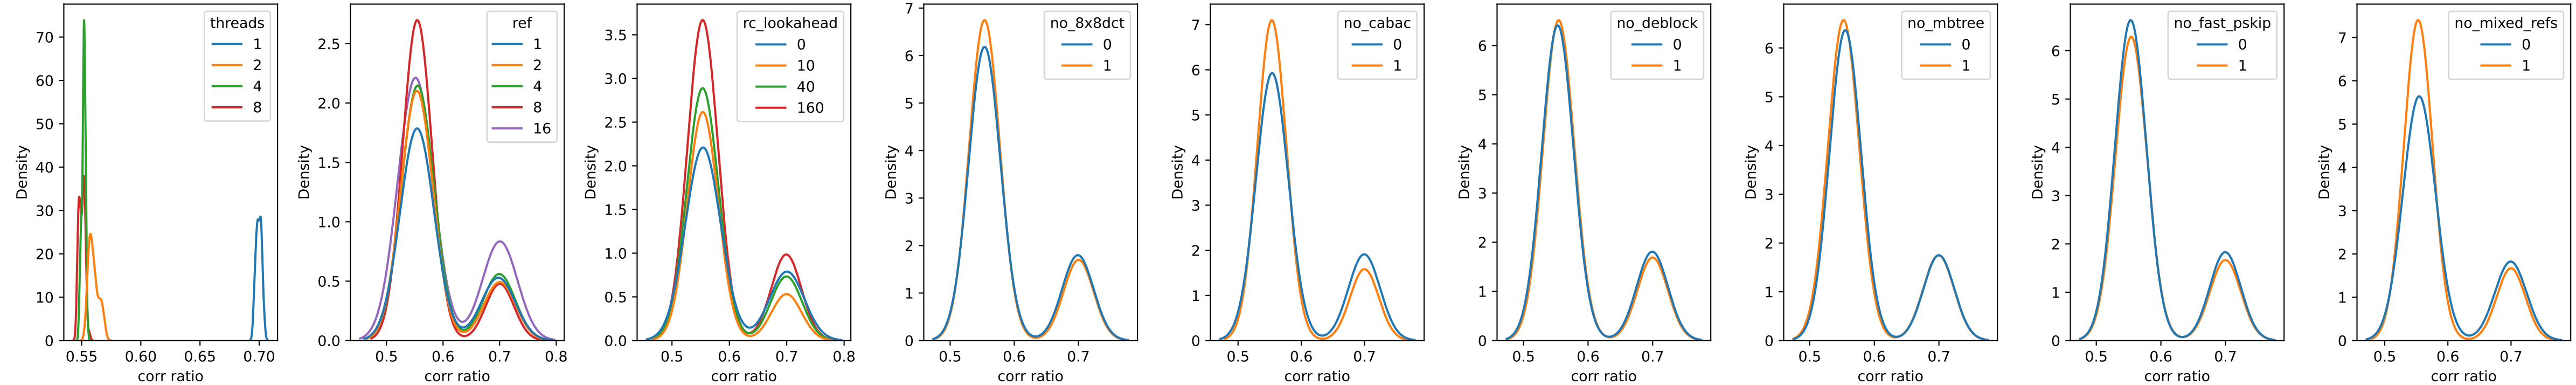 threads
1
2
4
8
70
60
50
40
30
20
10
0
Density
0.55 0.60 0.65 0.70
corr ratio
ref
1
2
4
8
16
2.5
2.0
1.5
1.0
0.5
0.0
Density
0.5 0.6 0.7 0.8
corr ratio
rc_lookahead
0
10
40
160
3.5
3.0
2.5
2.0
1.5
1.0
0.5
0.0
Density
0.5 0.6 0.7 0.8
corr ratio
no_8x8dct
0
1
7
6
5
4
3
2
1
0
Density
0.5 0.6 0.7
corr ratio
no_cabac
0
1
7
6
5
4
3
2
1
0
Density
0.5 0.6 0.7
corr ratio
no_deblock
0
1
6
5
4
3
2
1
0
Density
0.5 0.6 0.7
corr ratio
no_mbtree
0
1
6
5
4
3
2
1
0
Density
0.5 0.6 0.7
corr ratio
no_fast_pskip
0
1
6
5
4
3
2
1
0
Density
0.5 0.6 0.7
corr ratio
no_mixed_refs
0
1
7
6
5
4
3
2
1
0
Density
0.5 0.6 0.7
corr ratio